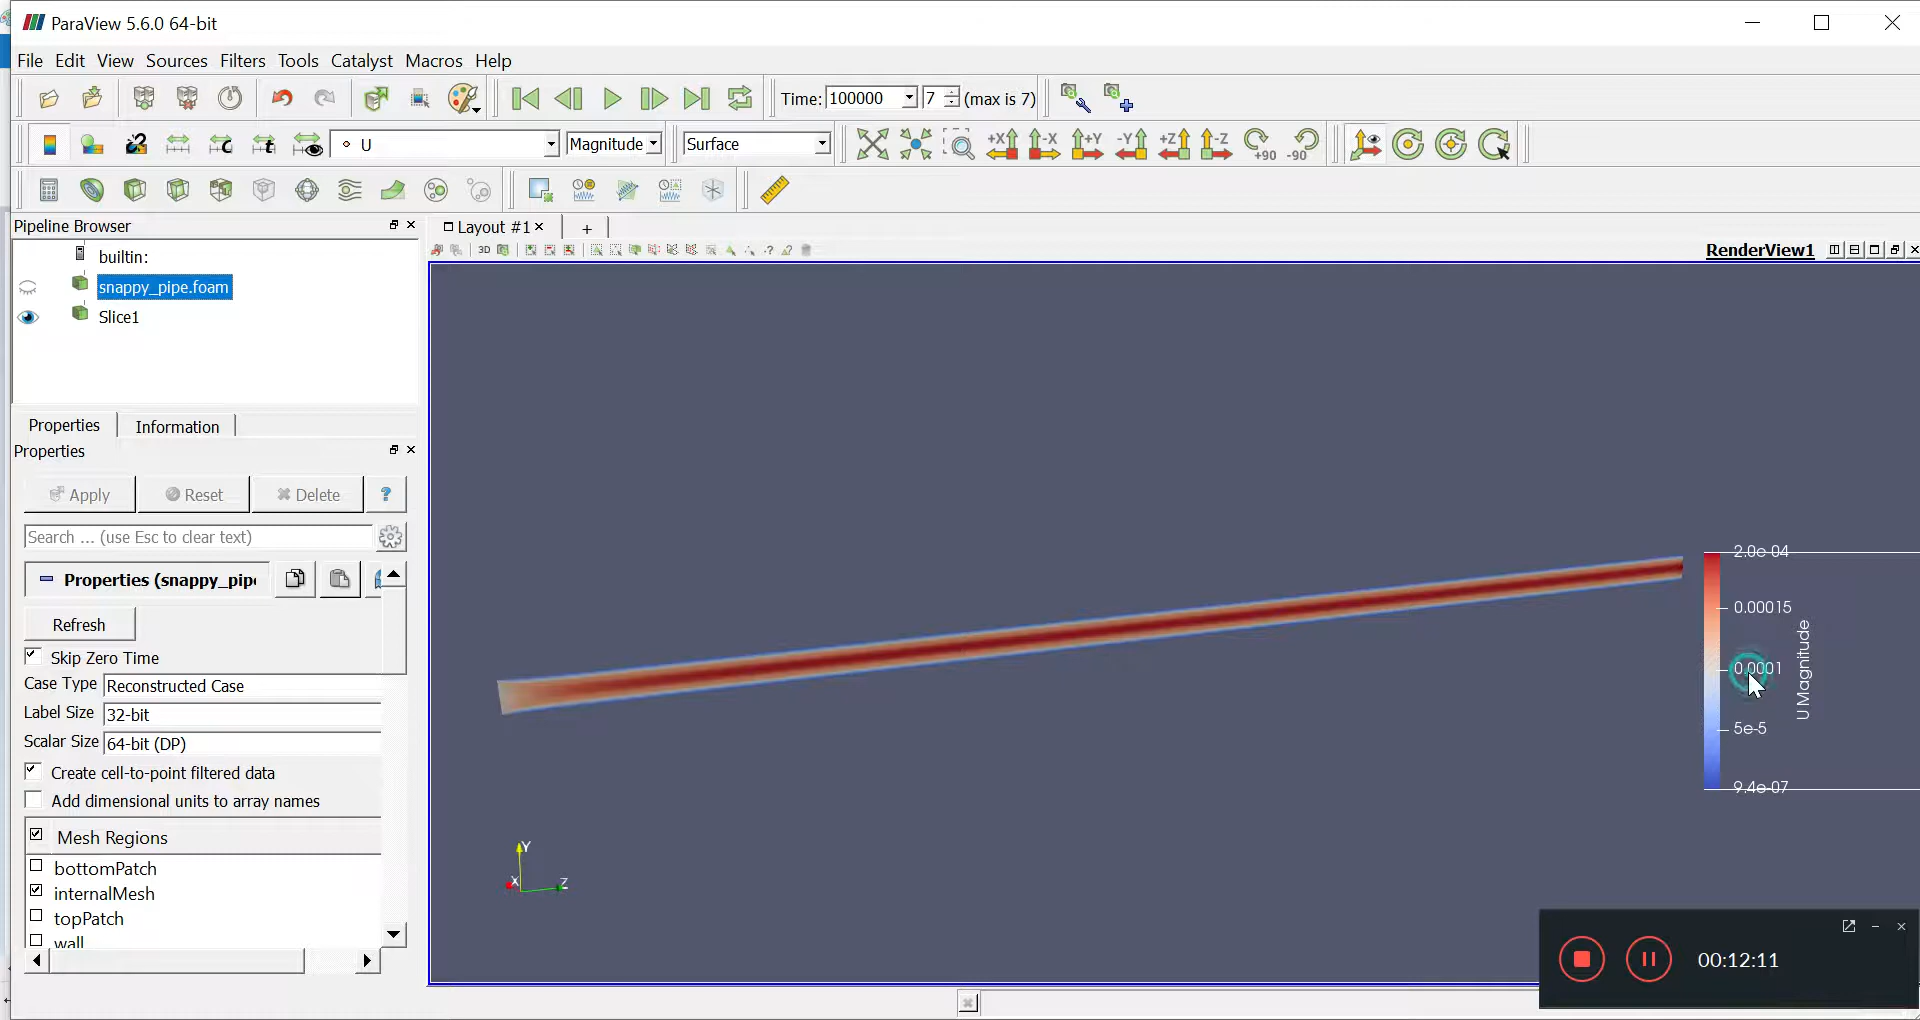 ParaView 5.6.0 64-bit
File Edit View Sources Filters Tools Catalyst Macros Help
Time: 100000 7 (max is 7)
+X -X +Y -Y +Z -Z +90 -90
U Magnitude Surface
Pipeline Browser
Layout #1 × +
3D
RenderView1
builtin:
snappy_pipe.foam
Slice1
Properties Information
Properties
Apply Reset Delete ?
Search ... (use Esc to clear text)
Properties (snappy_pipe
Refresh
Skip Zero Time
Case Type Reconstructed Case
Label Size 32-bit
Scalar Size 64-bit (DP)
Create cell-to-point filtered data
Add dimensional units to array names
Mesh Regions
bottomPatch
internalMesh
topPatch
wall
2.0e-04
0.00015
0.0001
5e-5
9.4e-07
U Magnitude
Y
X
Z
00:12:11